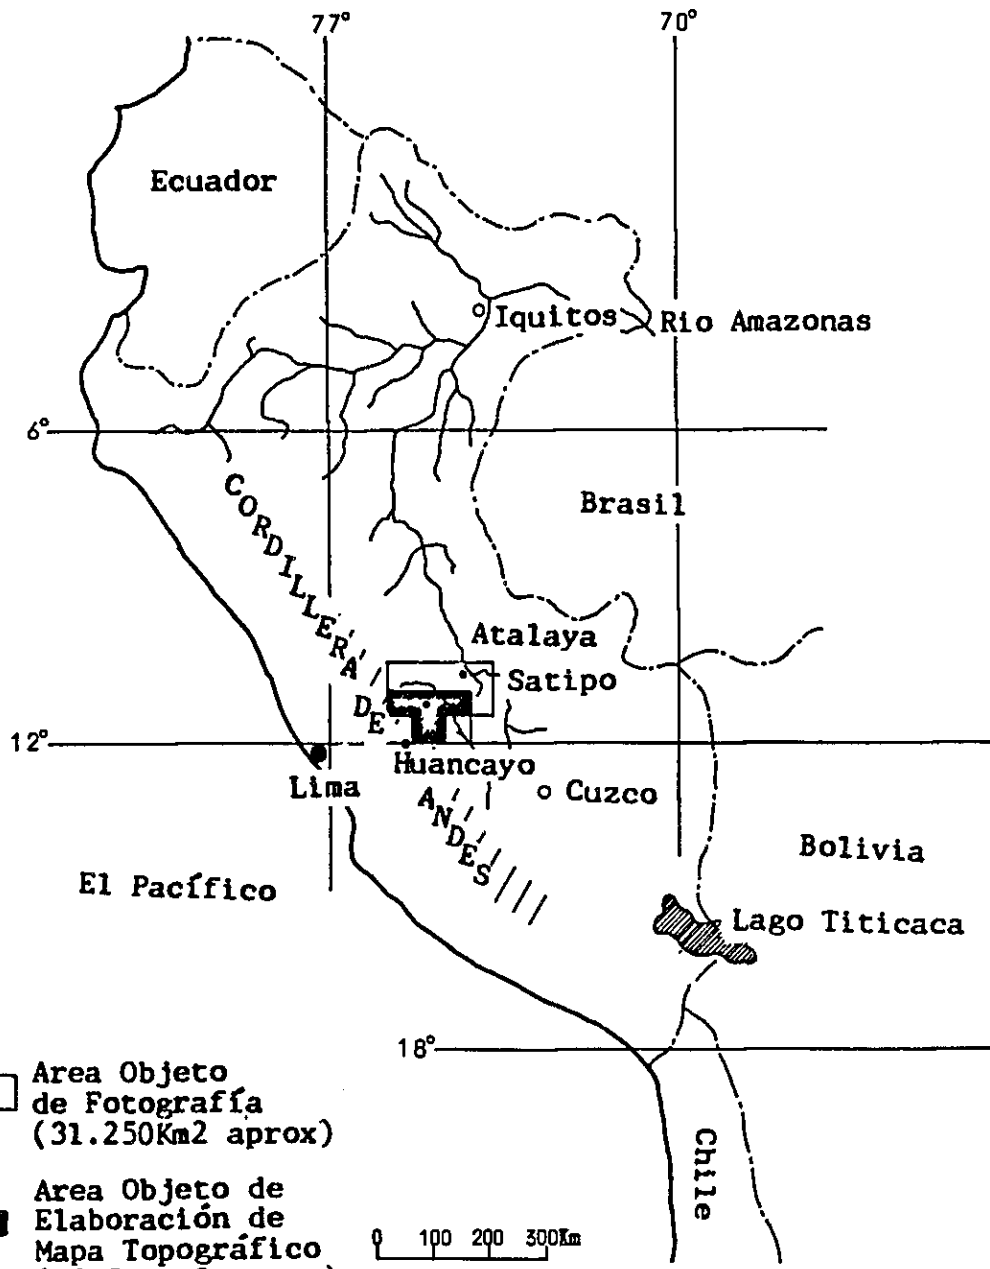 77°
70°
Ecuador
Iquitos
Rio Amazonas
6°
CORDILLERA DE
Brasil
Atalaya
Satipo
12°
Huancayo
Lima
Cuzco
ANDES
Bolivia
El Pacífico
Lago Titicaca
18°
Area Objeto
de Fotografía
(31.250Km2 aprox)
Chile
Area Objeto de
Elaboración de
Mapa Topográfico
0 100 200 300Km